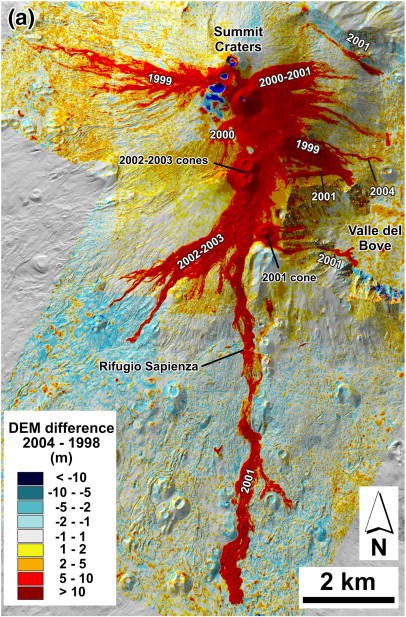 (a)
Summit
Craters
2001
1999
2000-2001
2000
1999
2002-2003 cones
2001
2004
Valle del
Bove
2002-2003
2001
2001 cone
Rifugio Sapienza
2001
DEM difference
2004 - 1998
(m)
< -10
-10 - -5
-5 - -2
-2 - -1
-1 - 1
1 - 2
2 - 5
5 - 10
> 10
N
2 km